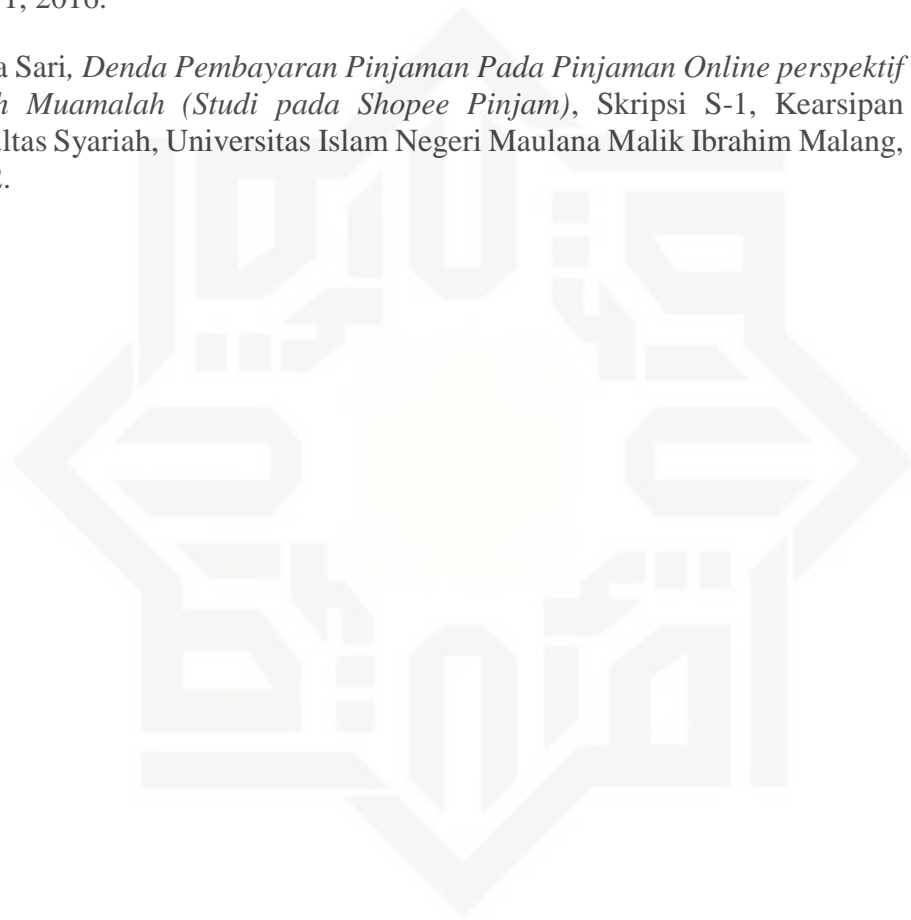 1, 2016.
a Sari, Denda Pembayaran Pinjaman Pada Pinjaman Online perspektif
h Muamalah (Studi pada Shopee Pinjam), Skripsi S-1, Kearsipan
ultas Syariah, Universitas Islam Negeri Maulana Malik Ibrahim Malang,